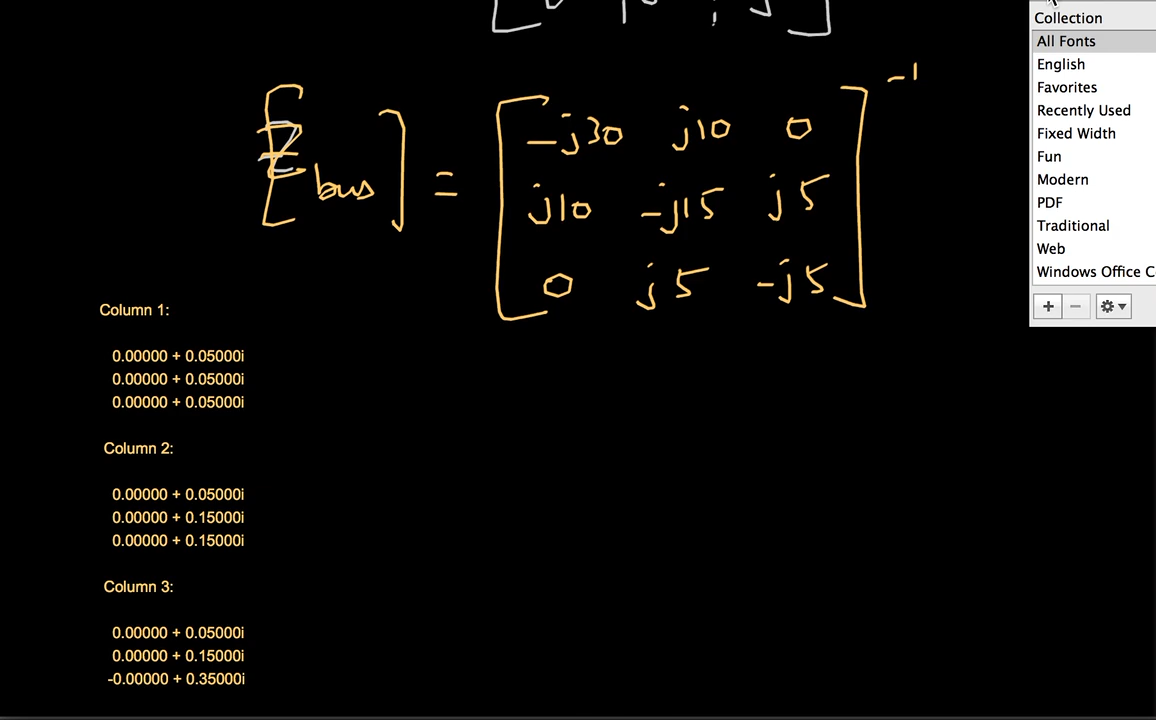 [Z bus] = [-j30 j10 0
j10 -j15 j5
0 j5 -j5]⁻¹
Column 1:
0.00000 + 0.05000i
0.00000 + 0.05000i
0.00000 + 0.05000i
Column 2:
0.00000 + 0.05000i
0.00000 + 0.15000i
0.00000 + 0.15000i
Column 3:
0.00000 + 0.05000i
0.00000 + 0.15000i
-0.00000 + 0.35000i
Collection
All Fonts
English
Favorites
Recently Used
Fixed Width
Fun
Modern
PDF
Traditional
Web
Windows Office C
+ −